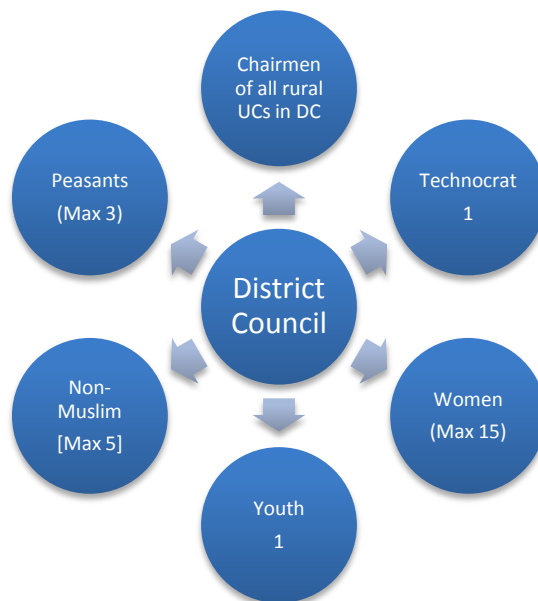 Chairmen
of all rural
UCs in DC
Peasants
(Max 3)
Technocrat
1
District
Council
Non-
Muslim
[Max 5]
Women
(Max 15)
Youth
1